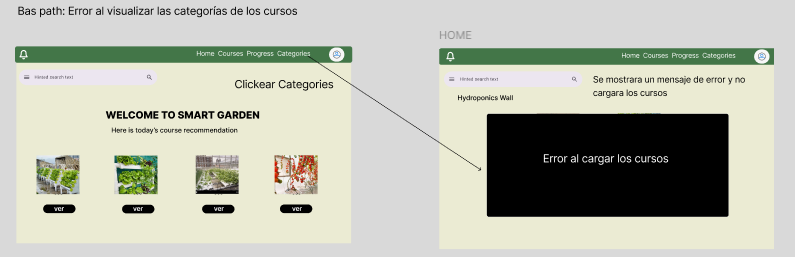 Bas path: Error al visualizar las categorías de los cursos
HOME
Home Courses Progress Categories
Hinted search text
Clickear Categories
WELCOME TO SMART GARDEN
Here is today's course recommendation
ver ver ver ver
Home Courses Progress Categories
Hinted search text
Se mostrara un mensaje de error y no
cargara los cursos
Hydroponics Wall
Error al cargar los cursos